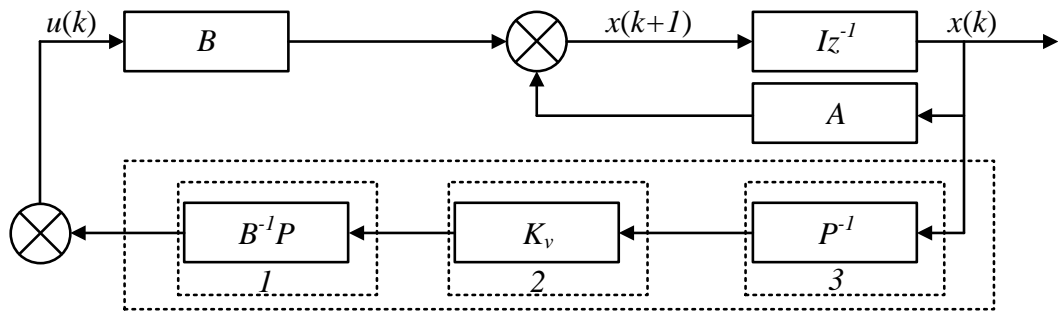 u(k)
B
x(k+1)
Iz⁻¹
x(k)
A
B⁻¹P
Kᵥ
P⁻¹
1
2
3